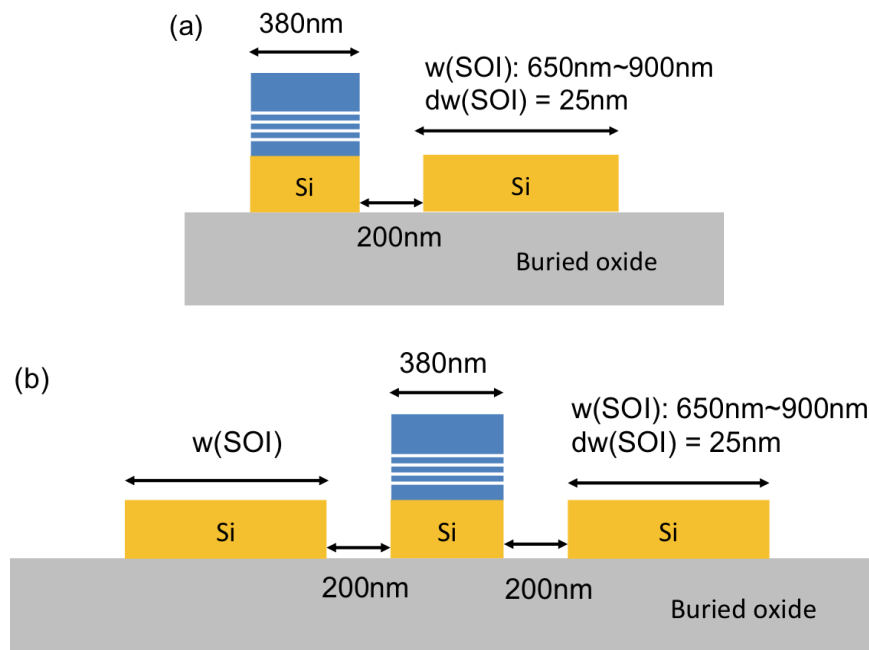 (a)
380nm
w(SOI): 650nm~900nm
dw(SOI) = 25nm
Si
Si
200nm
Buried oxide
(b)
380nm
w(SOI)
w(SOI): 650nm~900nm
dw(SOI) = 25nm
Si
Si
Si
200nm
200nm
Buried oxide